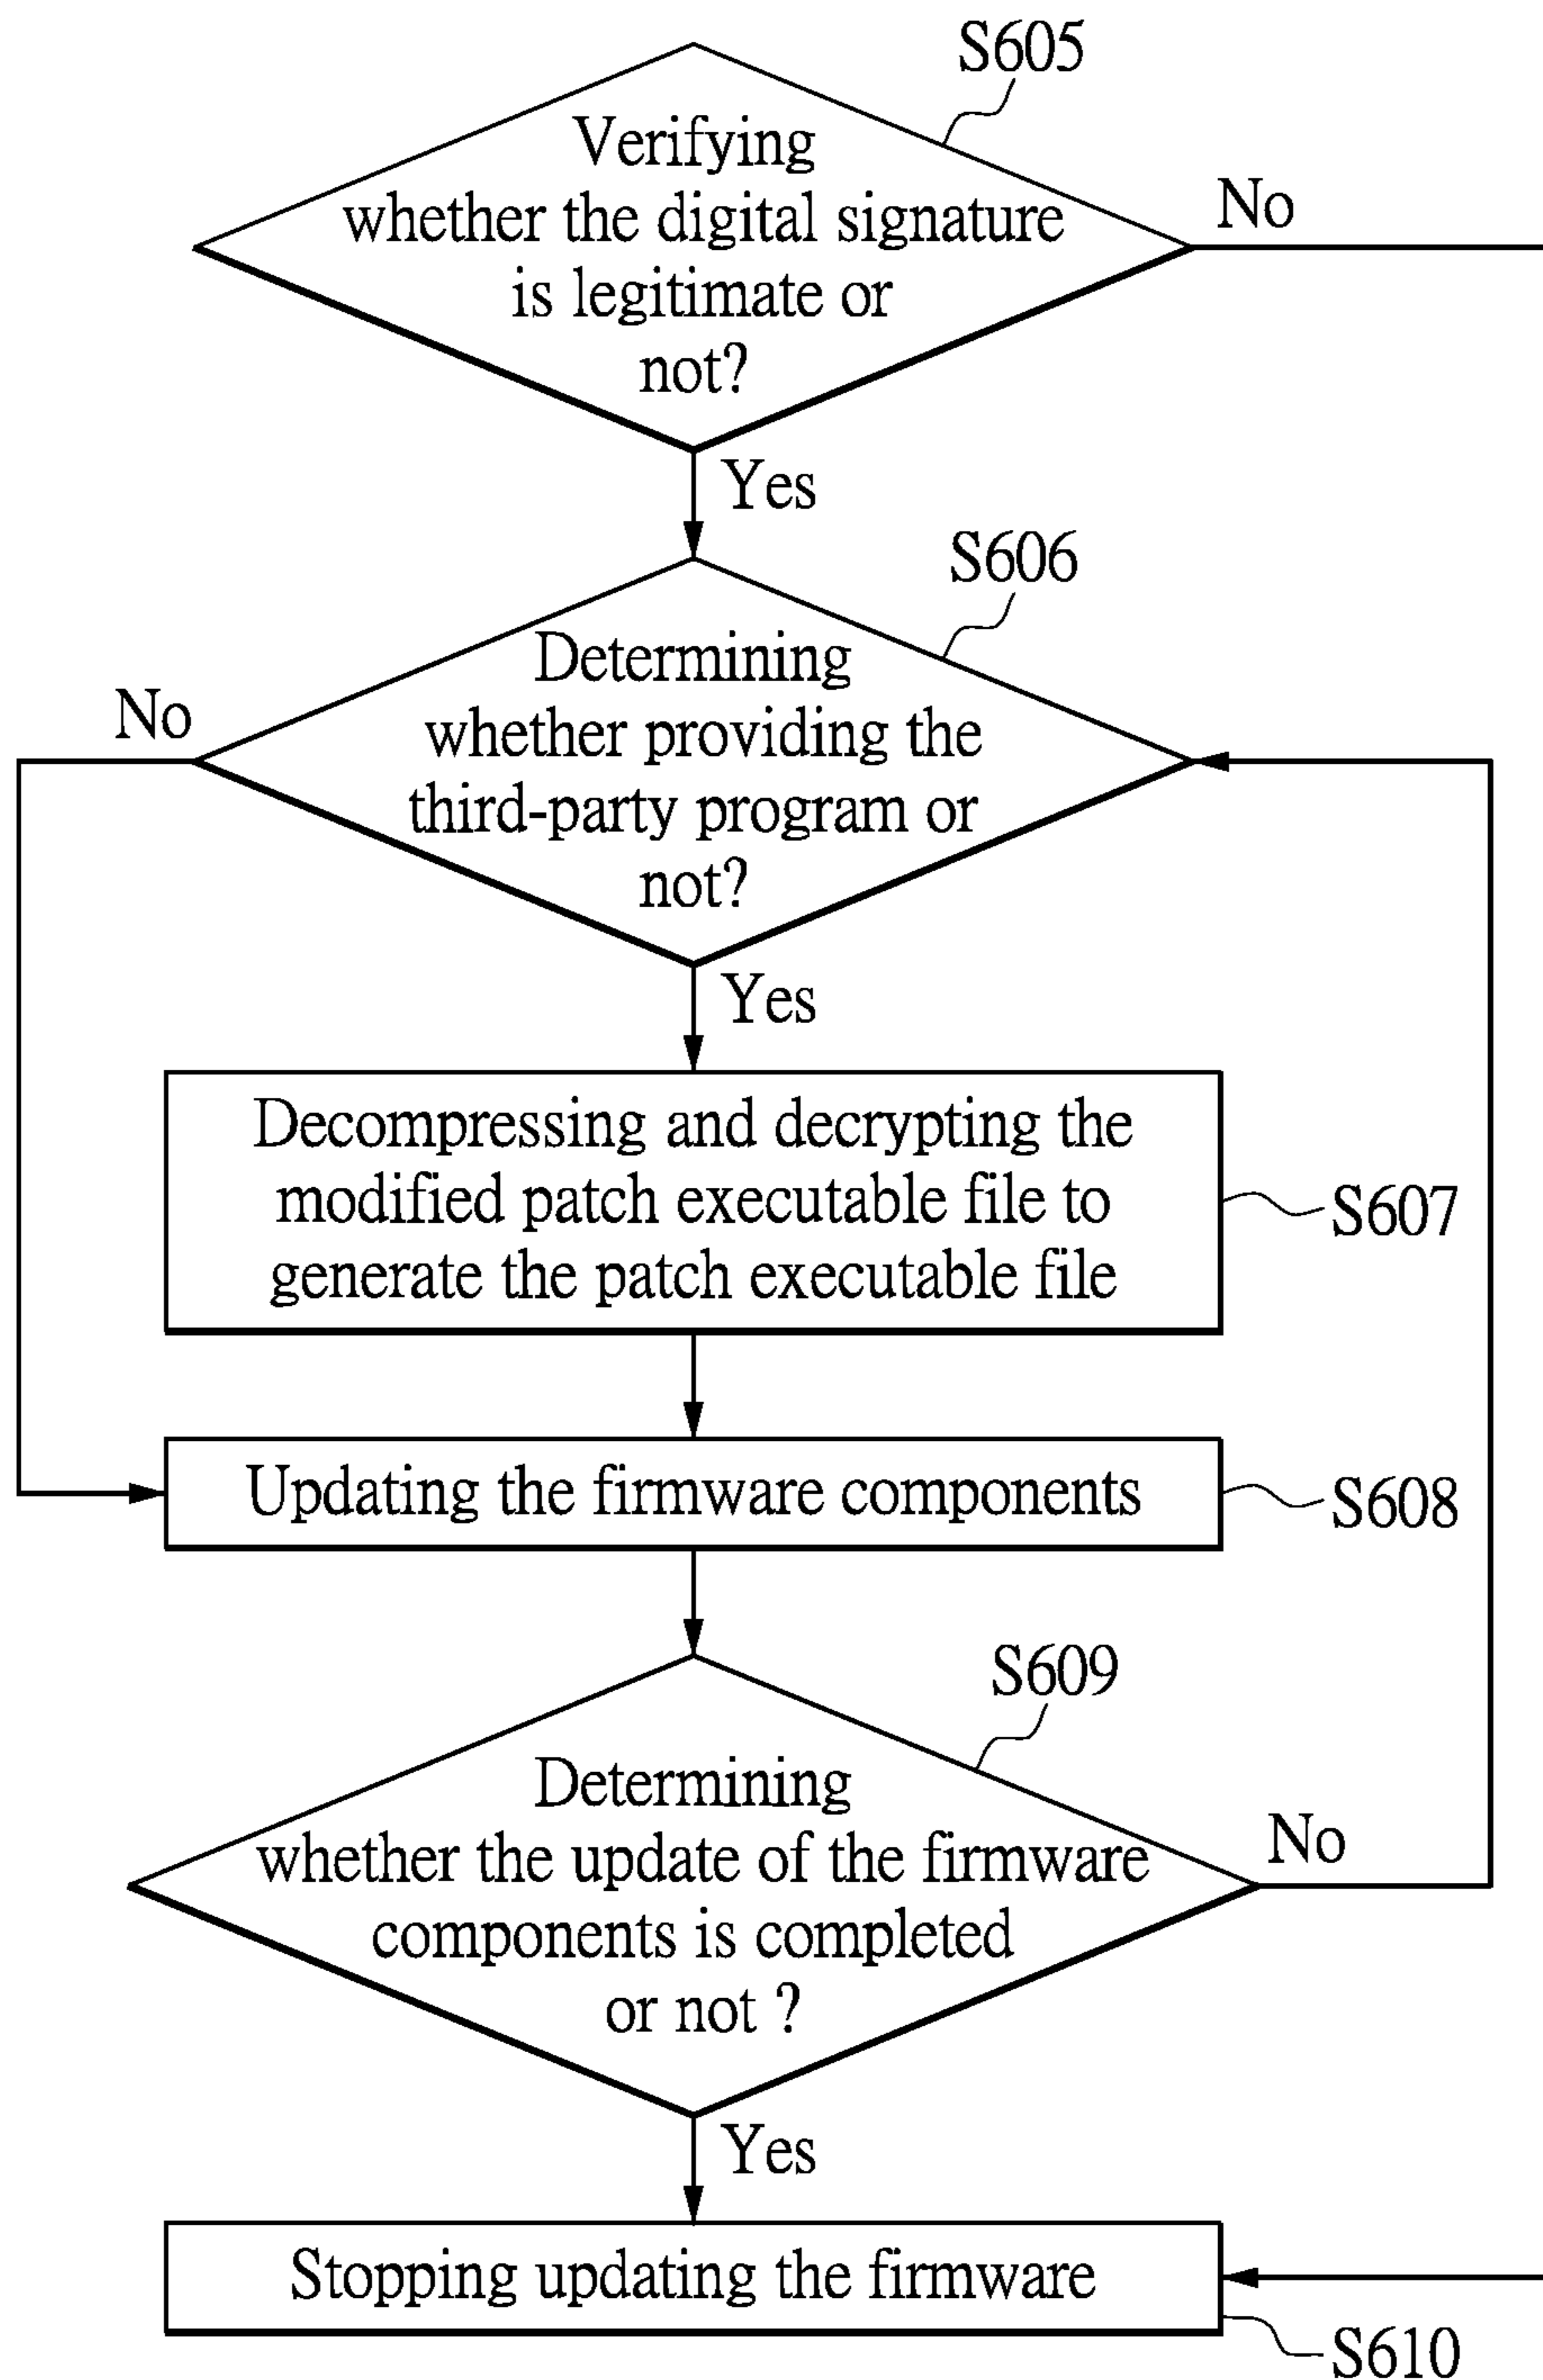 S605
Verifying
whether the digital signature
is legitimate or
not?
No
Yes
S606
Determining
whether providing the
third-party program or
not?
No
Yes
Decompressing and decrypting the
modified patch executable file to
generate the patch executable file
S607
Updating the firmware components
S608
S609
Determining
whether the update of the firmware
components is completed
or not ?
No
Yes
Stopping updating the firmware
S610